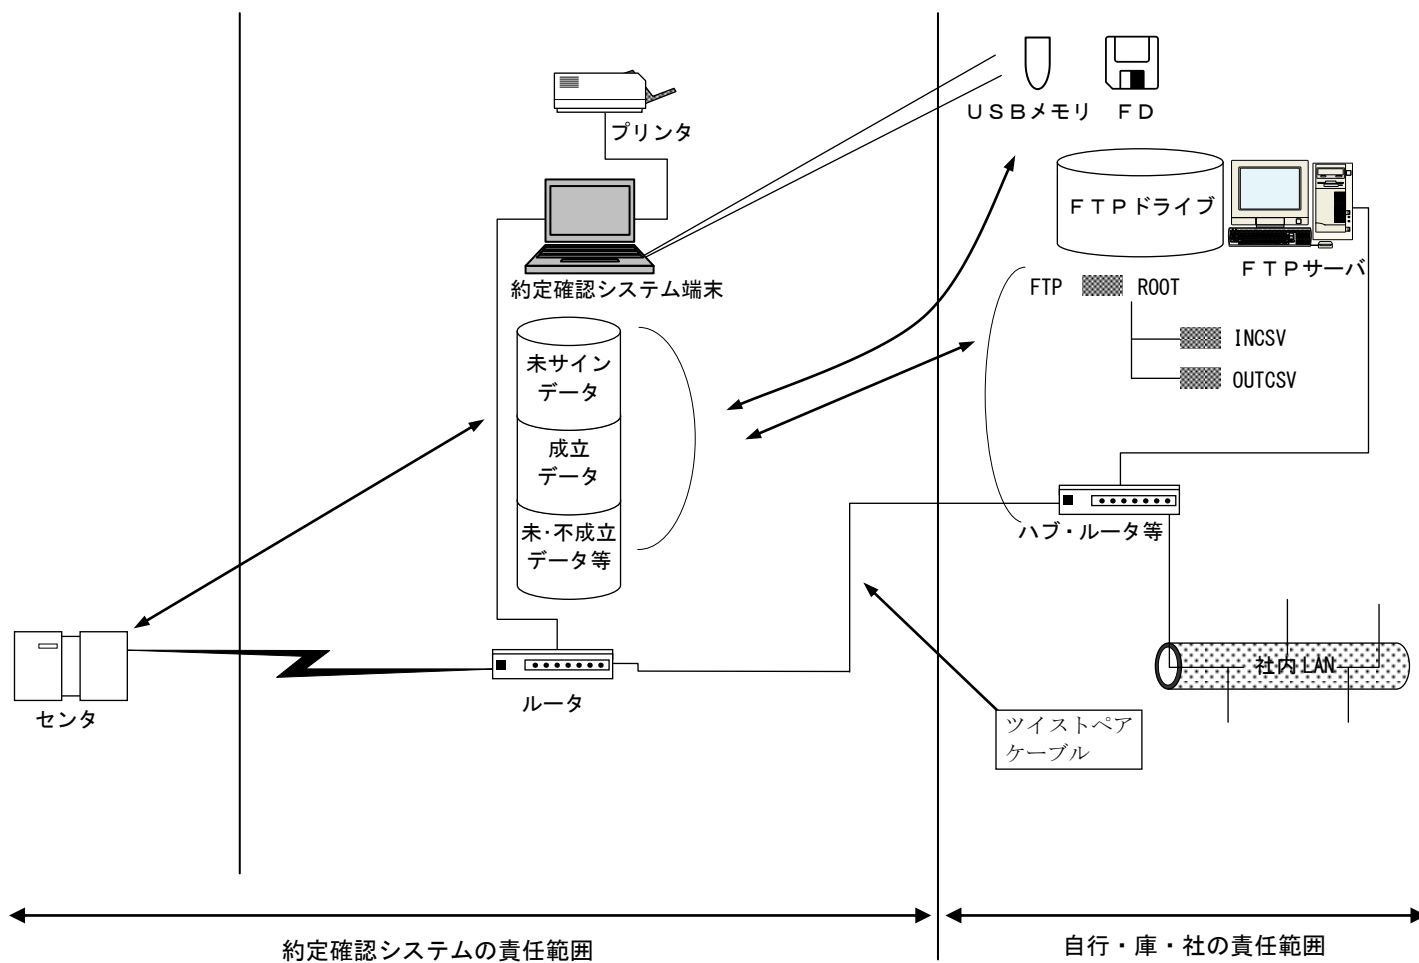 ＵＳＢメモリ
ＦＤ
プリンタ
ＦＴＰドライブ
ＦＴＰサーバ
約定確認システム端末
FTP
ROOT
INCSV
OUTCSV
未サイン
データ
成立
データ
未・不成立
データ等
ハブ・ルータ等
社内 LAN
センタ
ルータ
ツイストペア
ケーブル
約定確認システムの責任範囲
自行・庫・社の責任範囲